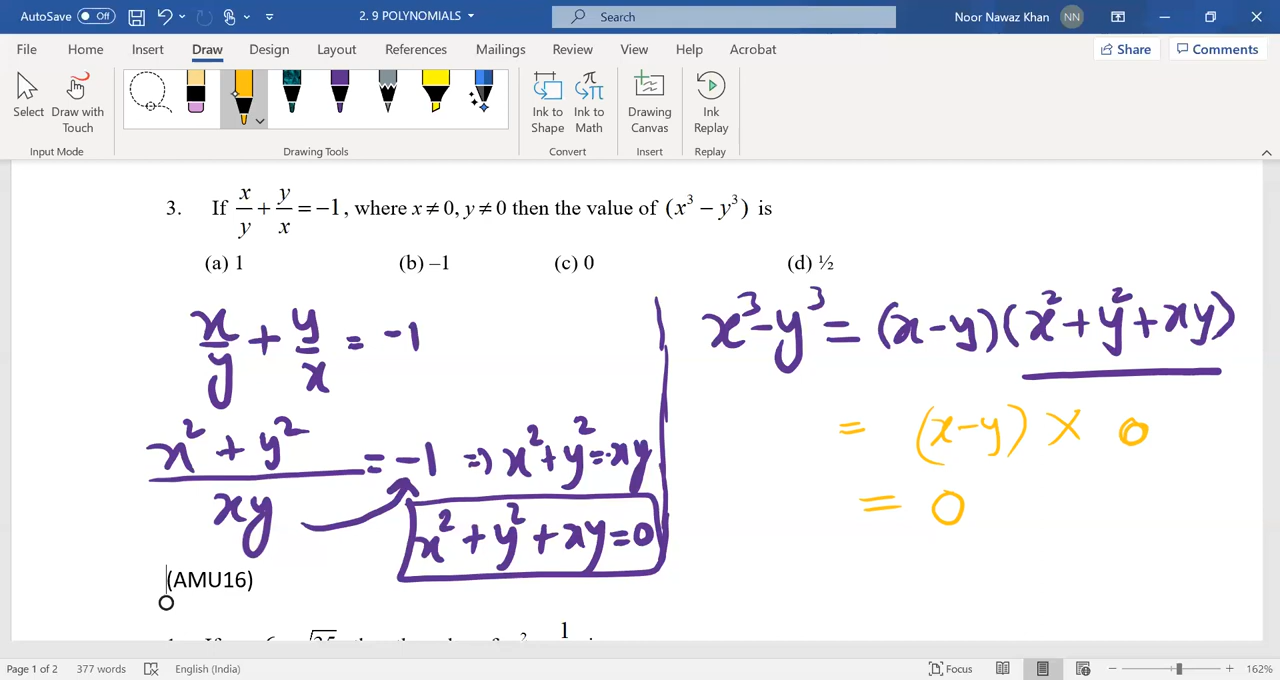 AutoSave Off 2. 9 POLYNOMIALS Search Noor Nawaz Khan NN
File Home Insert Draw Design Layout References Mailings Review View Help Acrobat Share Comments
Select Draw with Touch Ink to Shape Ink to Math Drawing Canvas Ink Replay
Input Mode Drawing Tools Convert Insert Replay
3. If x/y + y/x = −1, where x ≠ 0, y ≠ 0 then the value of (x³ − y³) is
(a) 1 (b) –1 (c) 0 (d) ½
x/y + y/x = -1
(x² + y²)/xy = -1 => x² + y² = -xy
x² + y² + xy = 0
x³ - y³ = (x - y)(x² + y² + xy)
= (x - y) × 0
= 0
(AMU16)
Page 1 of 2 377 words English (India) Focus 162%